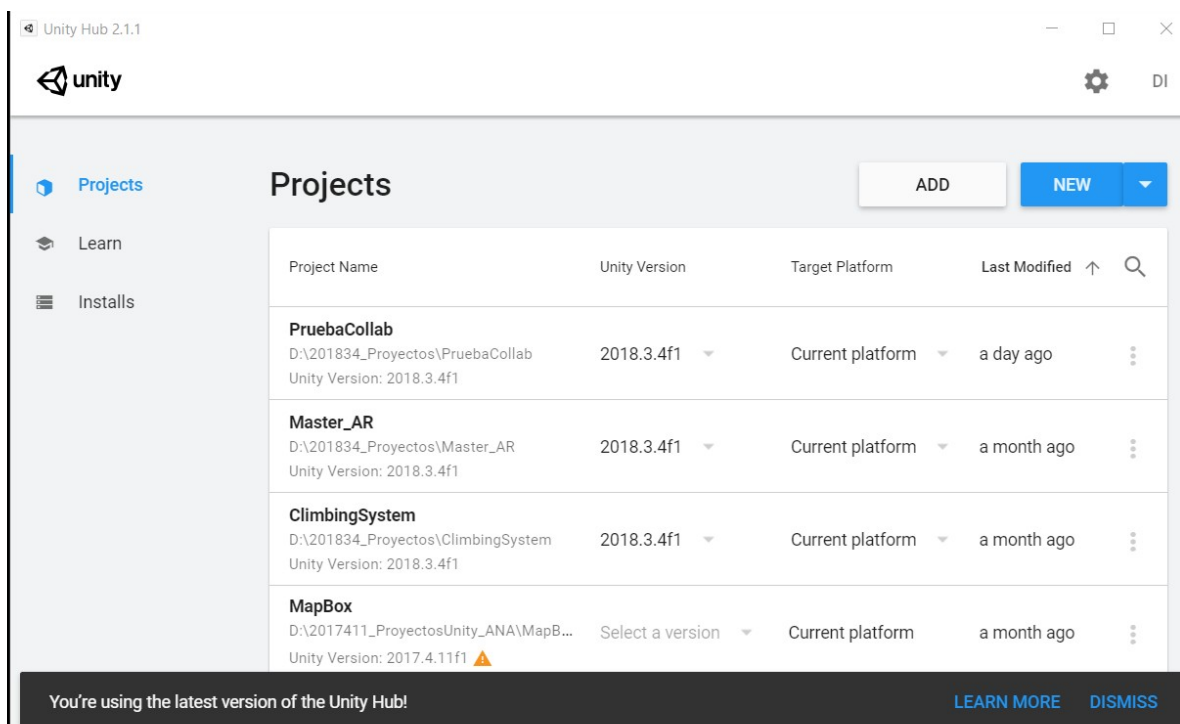 Unity Hub 2.1.1
unity
DI
Projects
Learn
Installs
Projects
ADD
NEW
Project Name Unity Version Target Platform Last Modified
PruebaCollab
D:\201834_Proyectos\PruebaCollab 2018.3.4f1 Current platform a day ago
Unity Version: 2018.3.4f1
Master_AR
D:\201834_Proyectos\Master_AR 2018.3.4f1 Current platform a month ago
Unity Version: 2018.3.4f1
ClimbingSystem
D:\201834_Proyectos\ClimbingSystem 2018.3.4f1 Current platform a month ago
Unity Version: 2018.3.4f1
MapBox
D:\2017411_ProyectosUnity_ANA\MapB... Select a version Current platform a month ago
Unity Version: 2017.4.11f1
You're using the latest version of the Unity Hub! LEARN MORE DISMISS